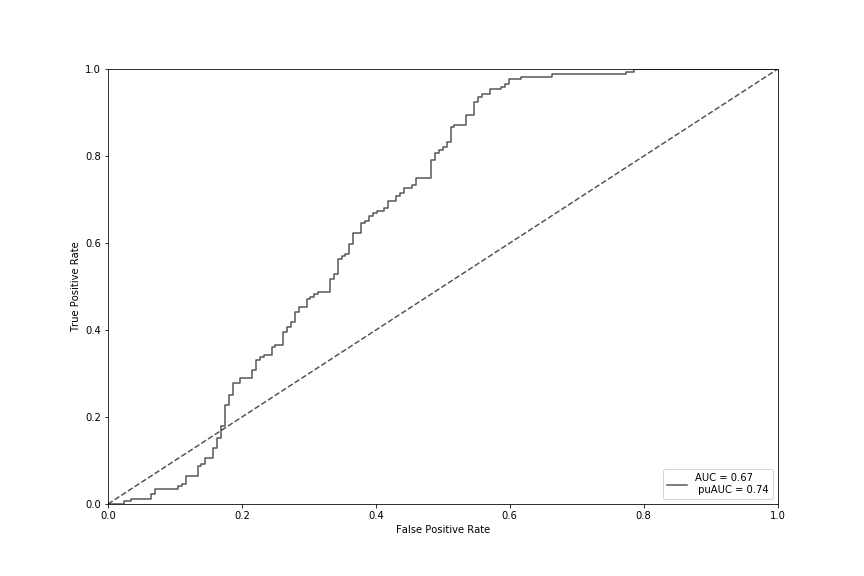 1.0
0.8
0.6
0.4
0.2
0.0
True Positive Rate
0.0 0.2 0.4 0.6 0.8 1.0
False Positive Rate
AUC = 0.67
puAUC = 0.74